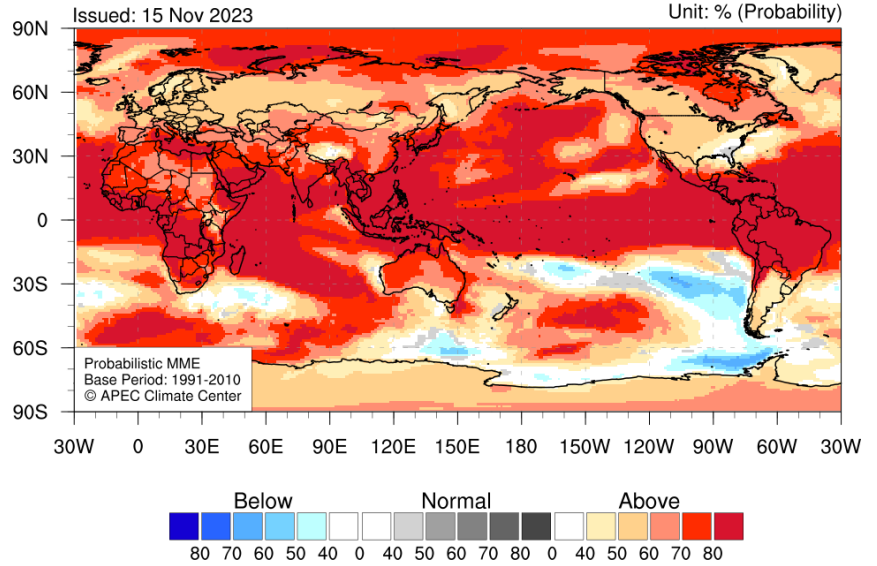 Issued: 15 Nov 2023
Unit: % (Probability)
90N
60N
30N
0
30S
60S
90S
Probabilistic MME
Base Period: 1991-2010
© APEC Climate Center
30W 0 30E 60E 90E 120E 150E 180 150W 120W 90W 60W 30W
Below Normal Above
80 70 60 50 40 0 40 50 60 70 80 0 40 50 60 70 80